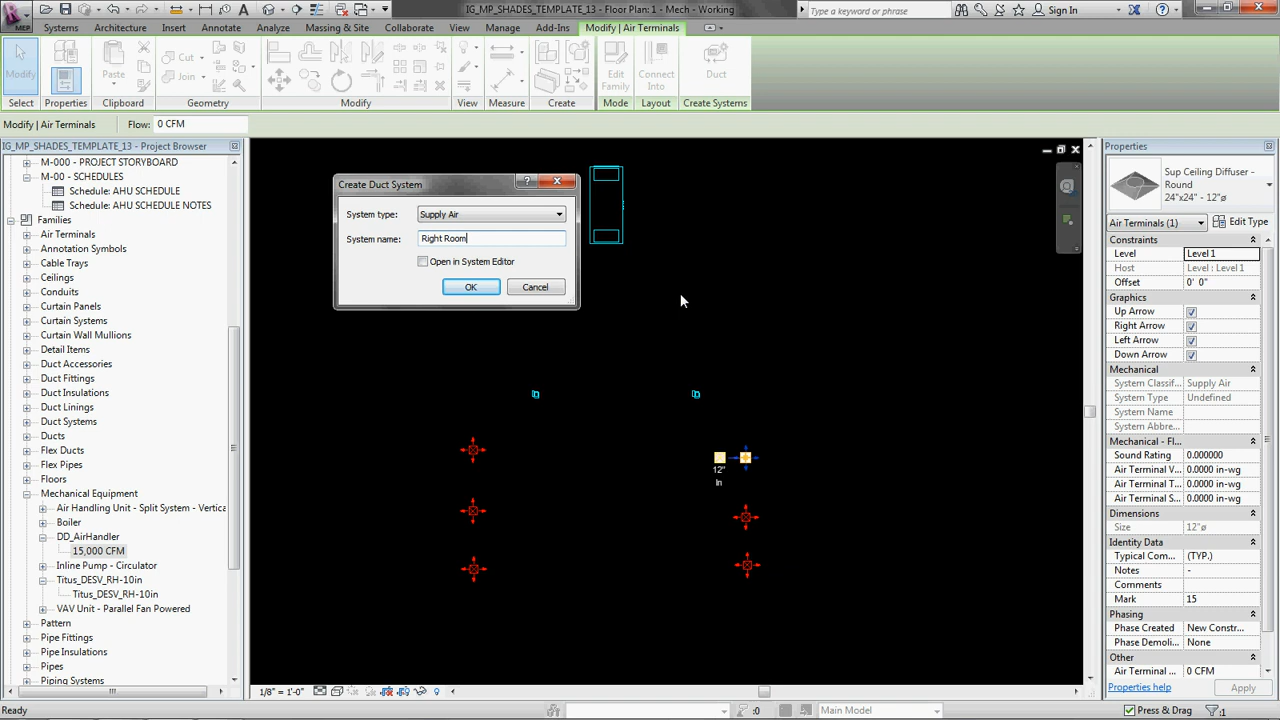 IG_MP_SHADES_TEMPLATE_13 - Floor Plan: 1 - Mech - Working
Type a keyword or phrase
Sign In
MEP
Systems
Architecture
Insert
Annotate
Analyze
Massing & Site
Collaborate
View
Manage
Add-Ins
Modify | Air Terminals
Modify
Paste
Cut
Join
Edit
Family
Connect
Into
Duct
Select
Properties
Clipboard
Geometry
Modify
View
Measure
Create
Mode
Layout
Create Systems
Modify | Air Terminals
Flow: 0 CFM
IG_MP_SHADES_TEMPLATE_13 - Project Browser
M-000 - PROJECT STORYBOARD
M-00 - SCHEDULES
Schedule: AHU SCHEDULE
Schedule: AHU SCHEDULE NOTES
Families
Air Terminals
Annotation Symbols
Cable Trays
Ceilings
Conduits
Curtain Panels
Curtain Systems
Curtain Wall Mullions
Detail Items
Duct Accessories
Duct Fittings
Duct Insulations
Duct Linings
Duct Systems
Ducts
Flex Ducts
Flex Pipes
Floors
Mechanical Equipment
Air Handling Unit - Split System - Vertica
Boiler
DD_AirHandler
15,000 CFM
Inline Pump - Circulator
Titus_DESV_RH-10in
Titus_DESV_RH-10in
VAV Unit - Parallel Fan Powered
Pattern
Pipe Fittings
Pipe Insulations
Pipes
Piping Systems
Create Duct System
System type: Supply Air
System name: Right Room
Open in System Editor
OK
Cancel
12"
In
Properties
Sup Ceiling Diffuser -
Round
24"x24" - 12"ø
Air Terminals (1)
Edit Type
Constraints
Level Level 1
Host Level : Level 1
Offset 0' 0"
Graphics
Up Arrow
Right Arrow
Left Arrow
Down Arrow
Mechanical
System Classif... Supply Air
System Type Undefined
System Name
System Abbre...
Mechanical - Fl...
Sound Rating 0.000000
Air Terminal V... 0.0000 in-wg
Air Terminal M... 0.0000 in-wg
Air Terminal S... 0.0000 in-wg
Dimensions
Size 12"ø
Identity Data
Typical Com... (TYP.)
Notes -
Comments
Mark 15
Phasing
Phase Created New Constr...
Phase Demoli... None
Other
Air Terminal ... 0 CFM
Properties help
Apply
1/8" = 1'-0"
Ready
:0
Main Model
Press & Drag
:1